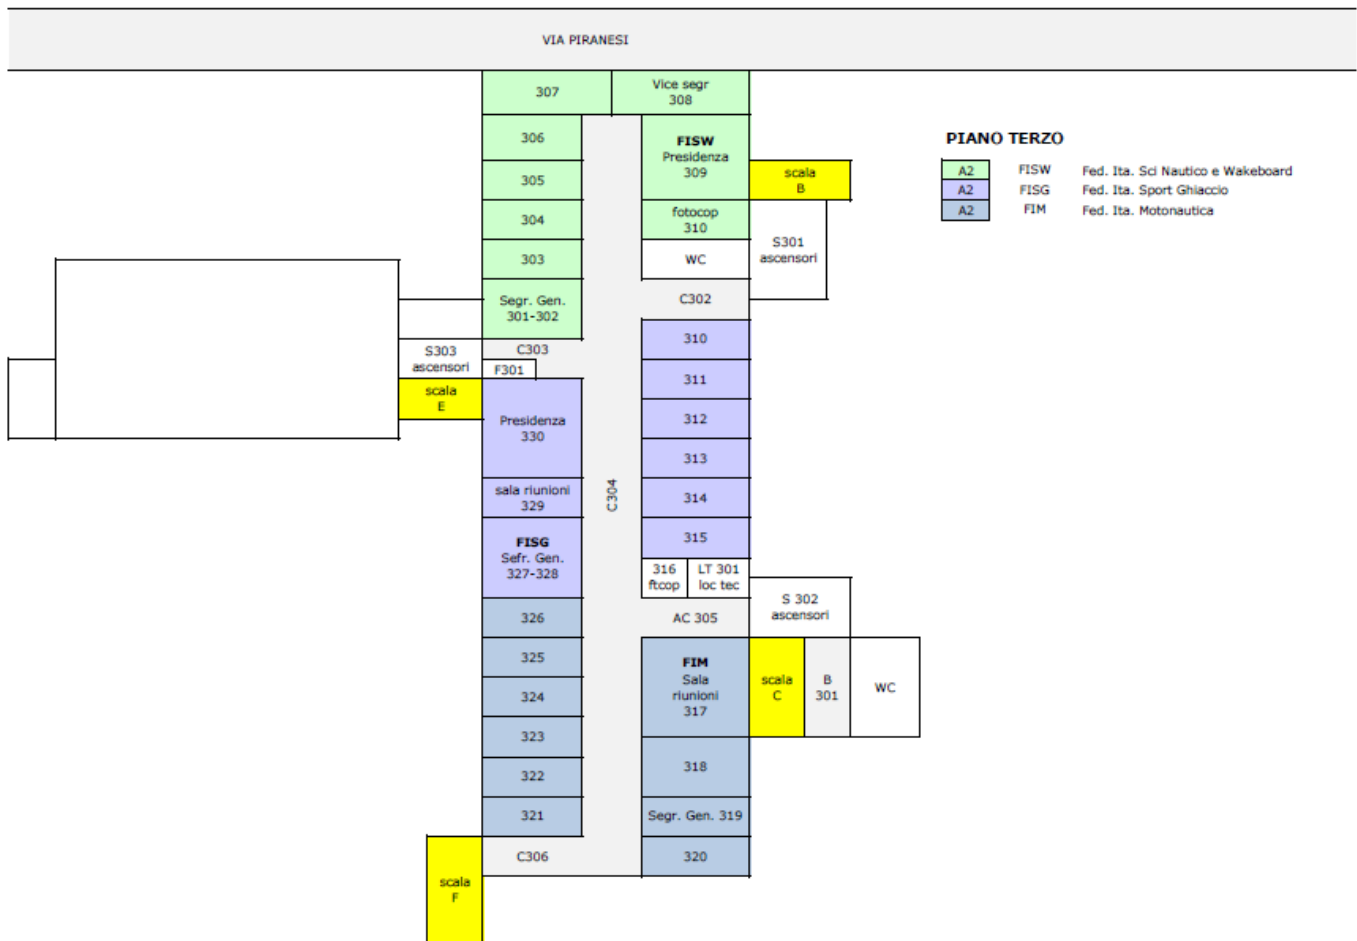 VIA PIRANESI
307
Vice segr
308
306
FISW
Presidenza
309
PIANO TERZO
A2 FISW Fed. Ita. Sci Nautico e Wakeboard
A2 FISG Fed. Ita. Sport Ghiaccio
A2 FIM Fed. Ita. Motonautica
305
scala
B
304
fotocop
310
S301
ascensori
303
WC
Segr. Gen.
301-302
C302
S303
ascensori
C303
F301
310
scala
E
311
Presidenza
330
312
313
sala riunioni
329
C304
314
FISG
Sefr. Gen.
327-328
315
316
ftcop
LT 301
loc tec
S 302
ascensori
326
AC 305
325
FIM
Sala
riunioni
317
scala
C
B
301
WC
324
323
322
318
321
Segr. Gen. 319
C306
320
scala
F